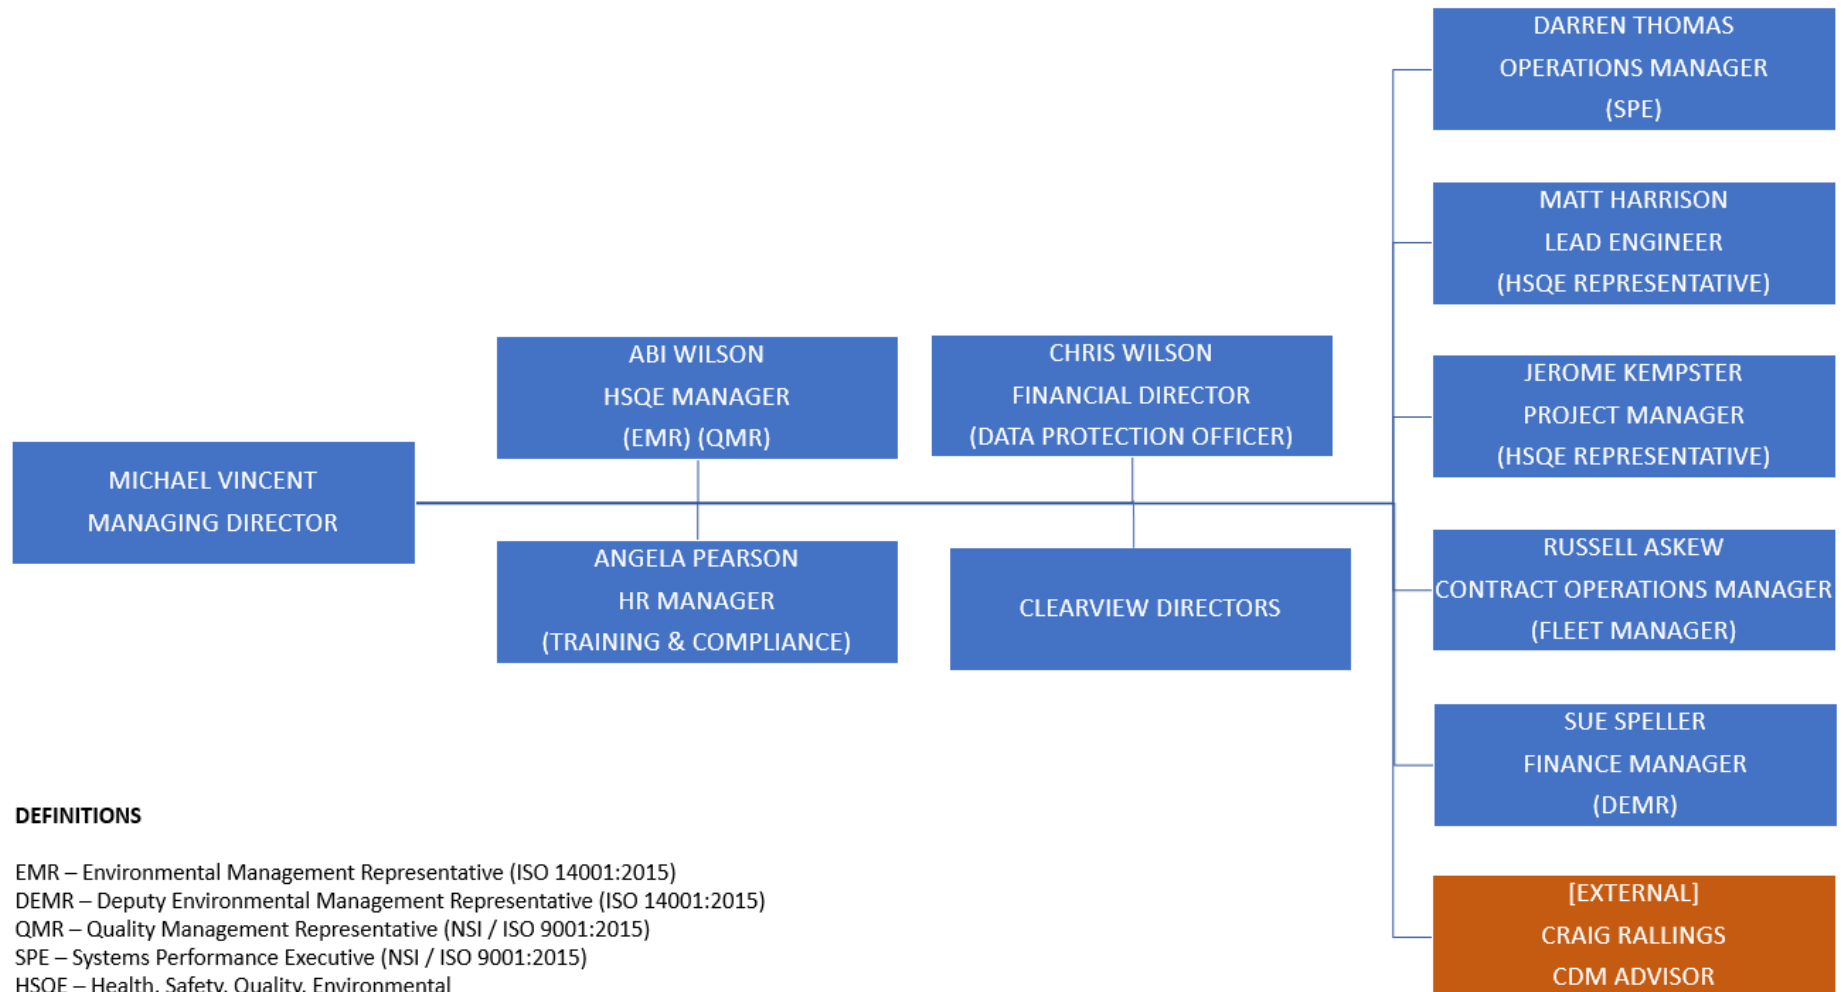 MICHAEL VINCENT
MANAGING DIRECTOR
ABI WILSON
HSQE MANAGER
(EMR) (QMR)
ANGELA PEARSON
HR MANAGER
(TRAINING & COMPLIANCE)
CHRIS WILSON
FINANCIAL DIRECTOR
(DATA PROTECTION OFFICER)
CLEARVIEW DIRECTORS
DARREN THOMAS
OPERATIONS MANAGER
(SPE)
MATT HARRISON
LEAD ENGINEER
(HSQE REPRESENTATIVE)
JEROME KEMPSTER
PROJECT MANAGER
(HSQE REPRESENTATIVE)
RUSSELL ASKEW
CONTRACT OPERATIONS MANAGER
(FLEET MANAGER)
SUE SPELLER
FINANCE MANAGER
(DEMR)
[EXTERNAL]
CRAIG RALLINGS
CDM ADVISOR
DEFINITIONS
EMR – Environmental Management Representative (ISO 14001:2015)
DEMR – Deputy Environmental Management Representative (ISO 14001:2015)
QMR – Quality Management Representative (NSI / ISO 9001:2015)
SPE – Systems Performance Executive (NSI / ISO 9001:2015)
HSQE – Health, Safety, Quality, Environmental